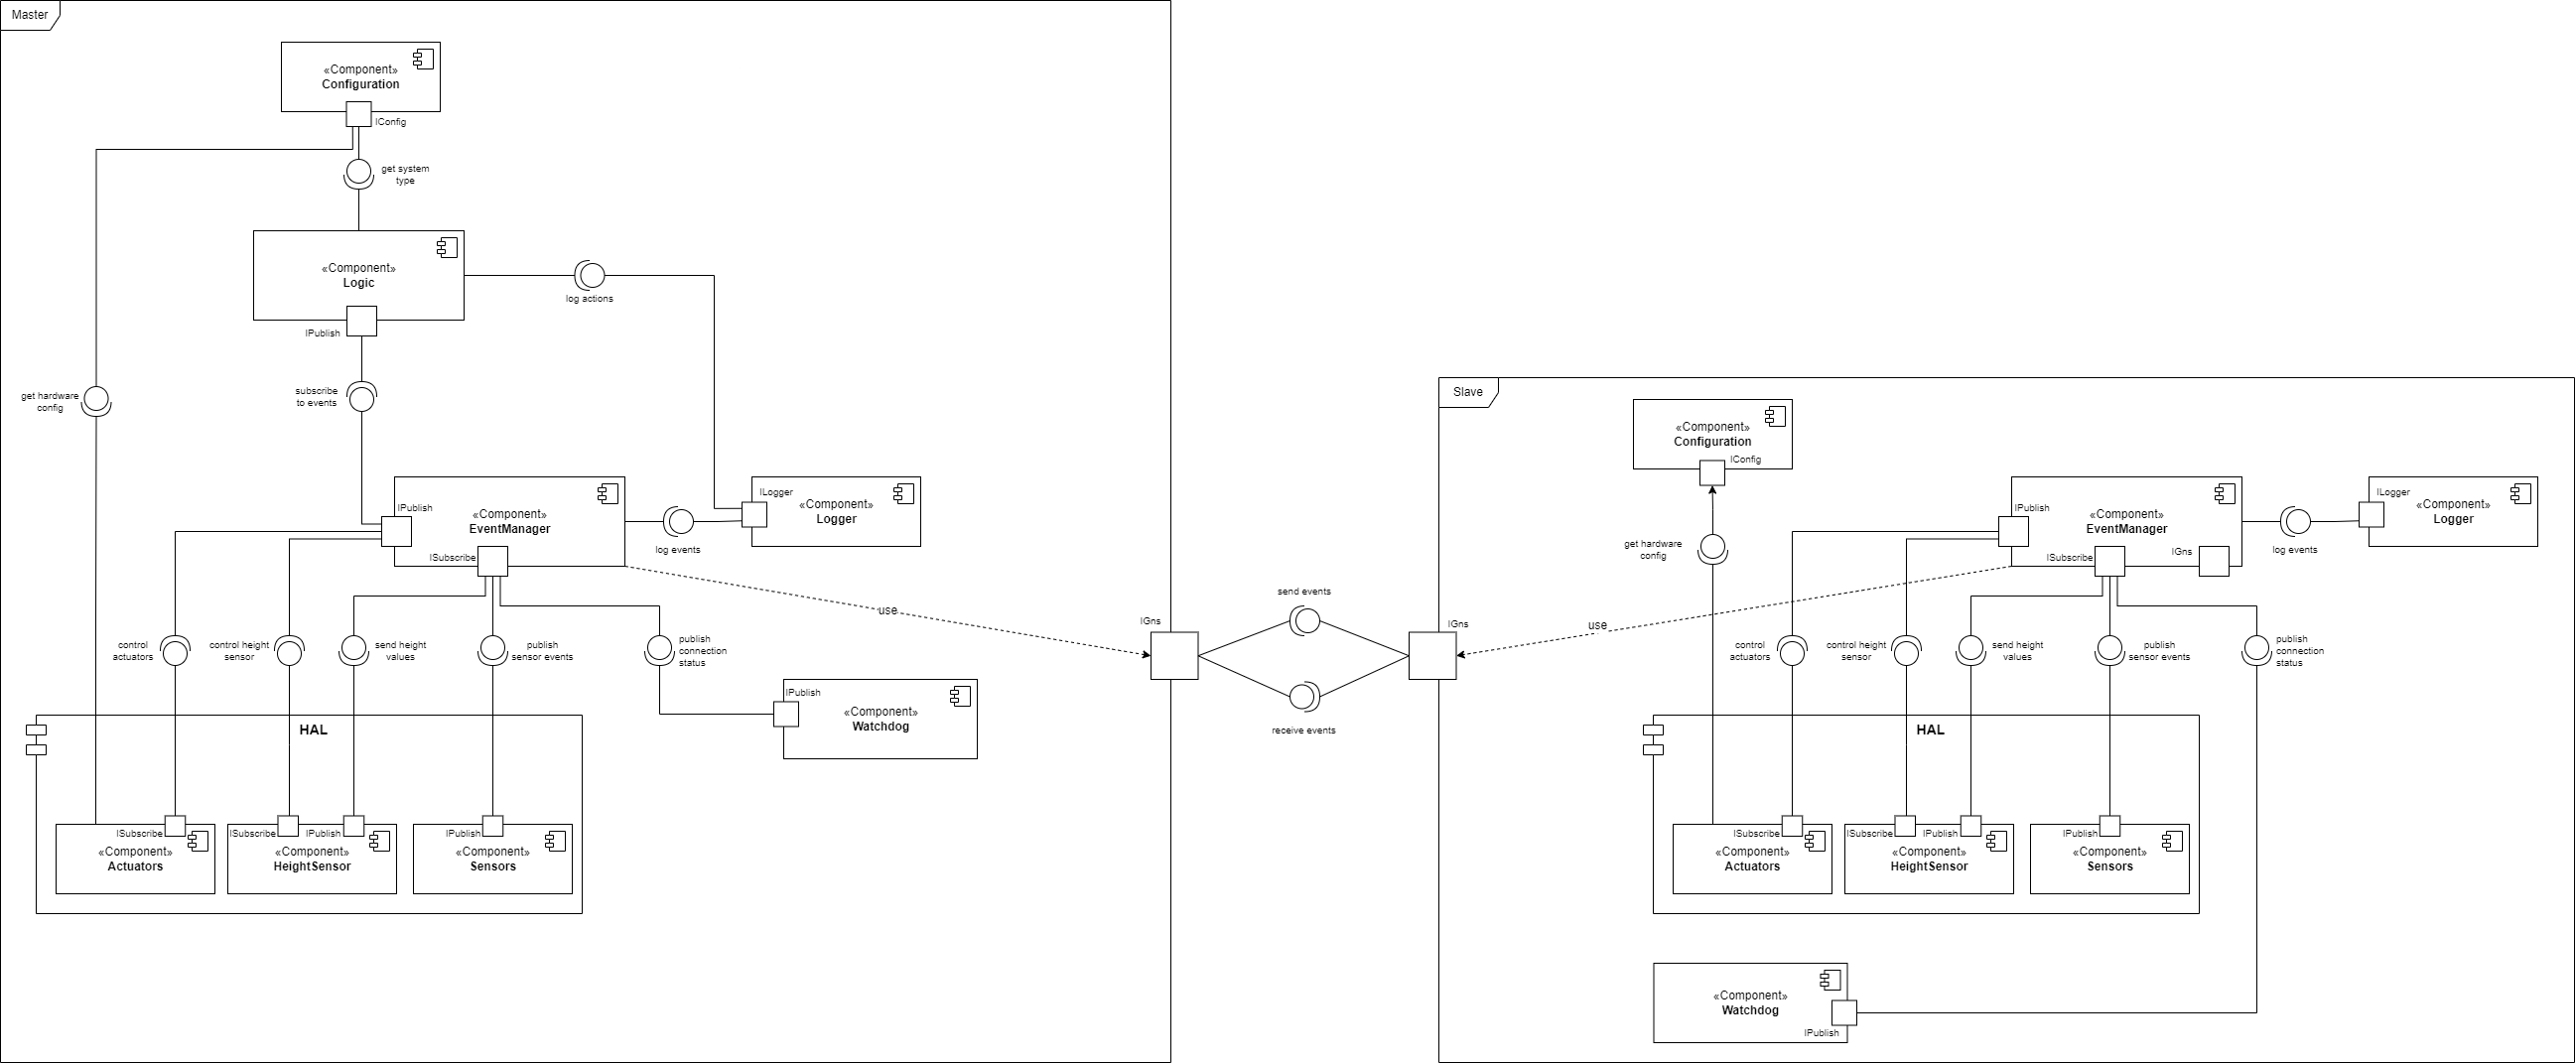 Master
«Component»
Configuration
IConfig
get system
type
«Component»
Logic
IPublish
log actions
get hardware
config
subscribe
to events
IPublish
«Component»
EventManager
ISubscribe
log events
ILogger
«Component»
Logger
use
control
actuators
control height
sensor
send height
values
publish
sensor events
publish
connection
status
IPublish
«Component»
Watchdog
HAL
ISubscribe
«Component»
Actuators
ISubscribe
IPublish
«Component»
HeightSensor
IPublish
«Component»
Sensors
IGns
send events
receive events
IGns
Slave
«Component»
Configuration
IConfig
get hardware
config
IPublish
«Component»
EventManager
ISubscribe
IGns
log events
ILogger
«Component»
Logger
use
control
actuators
control height
sensor
send height
values
publish
sensor events
publish
connection
status
HAL
ISubscribe
«Component»
Actuators
ISubscribe
IPublish
«Component»
HeightSensor
IPublish
«Component»
Sensors
«Component»
Watchdog
IPublish